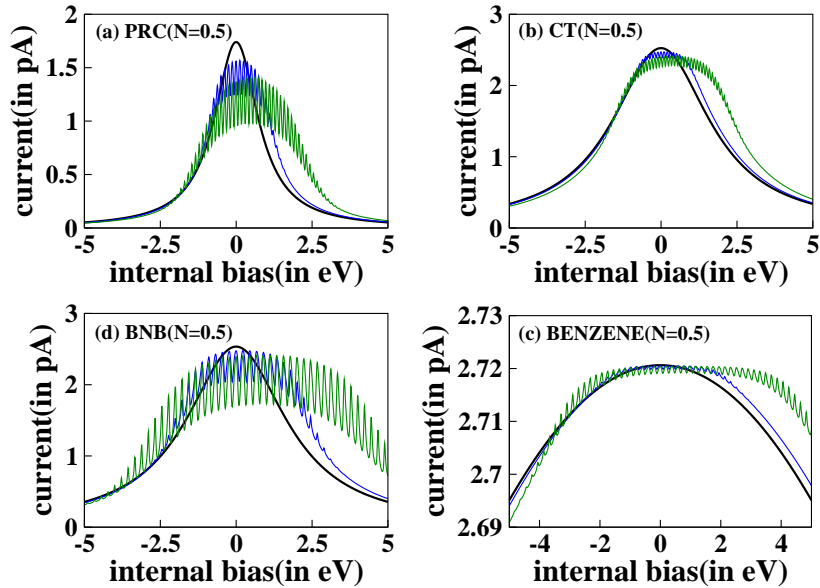 (a) PRC(N=0.5)
current(in pA)
2
1.5
1
0.5
0
-5 -2.5 0 2.5 5
internal bias(in eV)
(b) CT(N=0.5)
current(in pA)
3
2
1
0
-5 -2.5 0 2.5 5
internal bias(in eV)
(d) BNB(N=0.5)
current(in pA)
3
2
1
0
-5 -2.5 0 2.5 5
internal bias(in eV)
(c) BENZENE(N=0.5)
current(in pA)
2.73
2.72
2.71
2.7
2.69
-4 -2 0 2 4
internal bias(in eV)